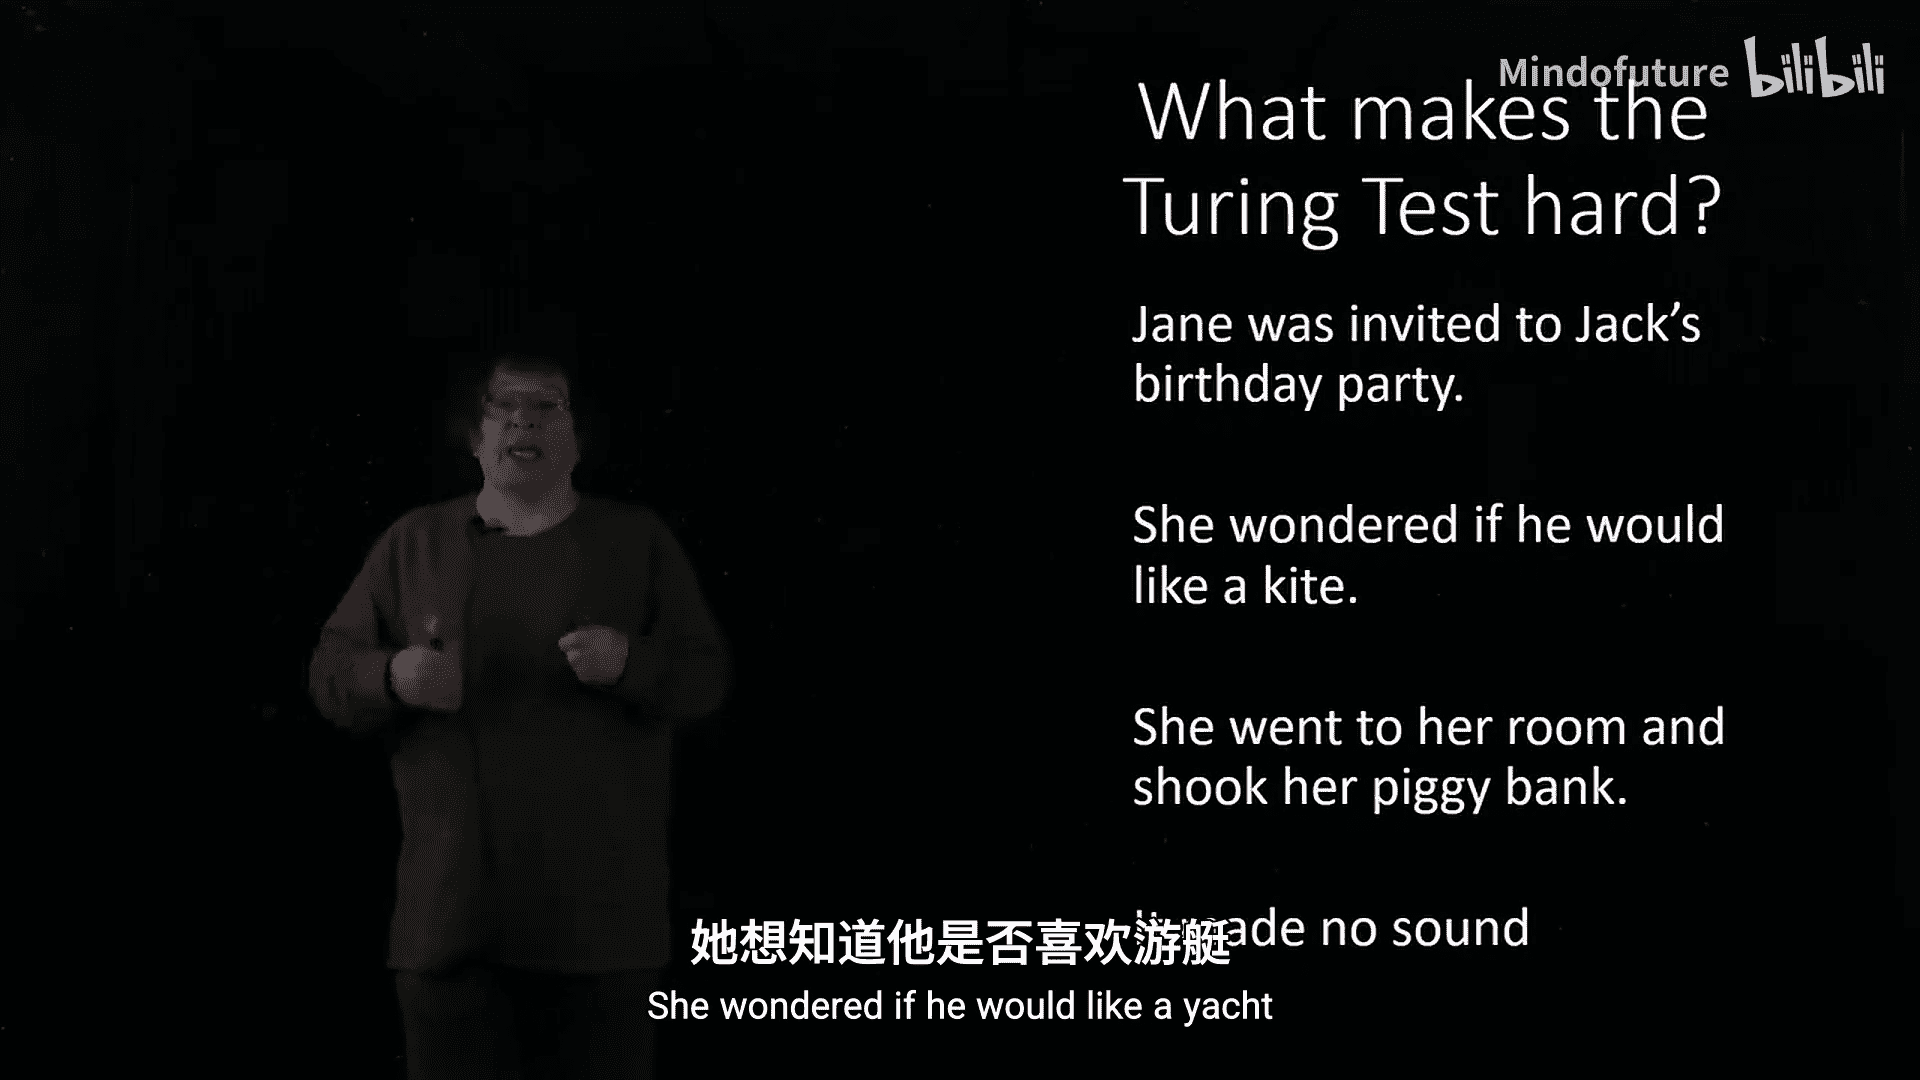 Mindofuture bilibili
What makes the
Turing Test hard?
Jane was invited to Jack’s
birthday party.
She wondered if he would
like a kite.
She went to her room and
shook her piggy bank.
no sound
她想知道他是否喜欢游艇
She wondered if he would like a yacht